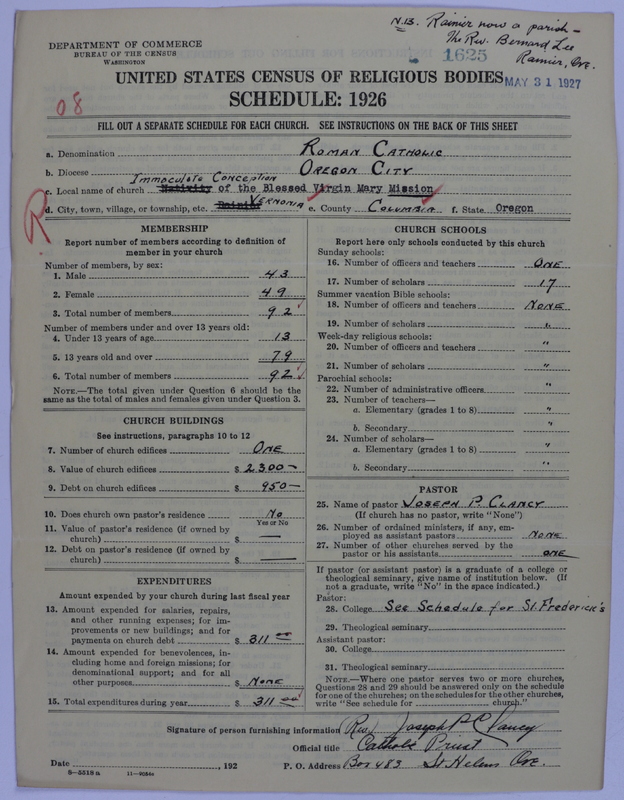 N.B. Rainier now a parish -
The Rev. Bernard Lee
Rainier, Ore.
DEPARTMENT OF COMMERCE
BUREAU OF THE CENSUS
WASHINGTON
1625
MAY 31 1927
UNITED STATES CENSUS OF RELIGIOUS BODIES
SCHEDULE: 1926
08
FILL OUT A SEPARATE SCHEDULE FOR EACH CHURCH. SEE INSTRUCTIONS ON THE BACK OF THIS SHEET
a. Denomination ROMAN CATHOLIC
b. Diocese OREGON CITY
Immaculate Conception
c. Local name of church Nativity of the Blessed Virgin Mary Mission
d. City, town, village, or township, etc. Rainier VERNONIA e. County COLUMBIA f. State Oregon
R
MEMBERSHIP
Report number of members according to definition of
member in your church
Number of members, by sex:
1. Male 43
2. Female 49
3. Total number of members 92
Number of members under and over 13 years old:
4. Under 13 years of age 13
5. 13 years old and over 79
6. Total number of members 92
NOTE.—The total given under Question 6 should be the
same as the total of males and females given under Question 3.
CHURCH BUILDINGS
See instructions, paragraphs 10 to 12
7. Number of church edifices ONE
8. Value of church edifices $ 2300-
9. Debt on church edifices $ 950-
10. Does church own pastor's residence No
Yes or No
11. Value of pastor's residence (if owned by
church) $ —
12. Debt on pastor's residence (if owned by
church) $ —
EXPENDITURES
Amount expended by your church during last fiscal year
13. Amount expended for salaries, repairs,
and other running expenses; for im-
provements or new buildings; and for
payments on church debt $ 311 00
14. Amount expended for benevolences, in-
cluding home and foreign missions; for
denominational support; and for all
other purposes $ NONE
15. Total expenditures during year $ 311 00
CHURCH SCHOOLS
Report here only schools conducted by this church
Sunday schools:
16. Number of officers and teachers ONE
17. Number of scholars 17
Summer vacation Bible schools:
18. Number of officers and teachers NONE
19. Number of scholars "
Week-day religious schools:
20. Number of officers and teachers "
21. Number of scholars "
Parochial schools:
22. Number of administrative officers "
23. Number of teachers—
a. Elementary (grades 1 to 8) "
b. Secondary "
24. Number of scholars—
a. Elementary (grades 1 to 8) "
b. Secondary "
PASTOR
25. Name of pastor JOSEPH P. CLANCY
(If church has no pastor, write "None")
26. Number of ordained ministers, if any, em-
ployed as assistant pastors NONE
27. Number of other churches served by the
pastor or his assistants ONE
If pastor (or assistant pastor) is a graduate of a college or
theological seminary, give name of institution below. (If
not a graduate, write "No" in the space indicated.)
Pastor:
28. College See Schedule for St. Frederick's
29. Theological seminary
Assistant pastor:
30. College
31. Theological seminary
NOTE.—Where one pastor serves two or more churches,
Questions 28 and 29 should be answered only on the schedule
for one of the churches; on the schedules for the other churches,
write "See schedule for church."
Signature of person furnishing information (Rev.) Joseph P. Clancy
Official title Catholic Priest
Date , 192
P. O. Address Box 483 St Helens Ore.
8—5518a 11—9056c